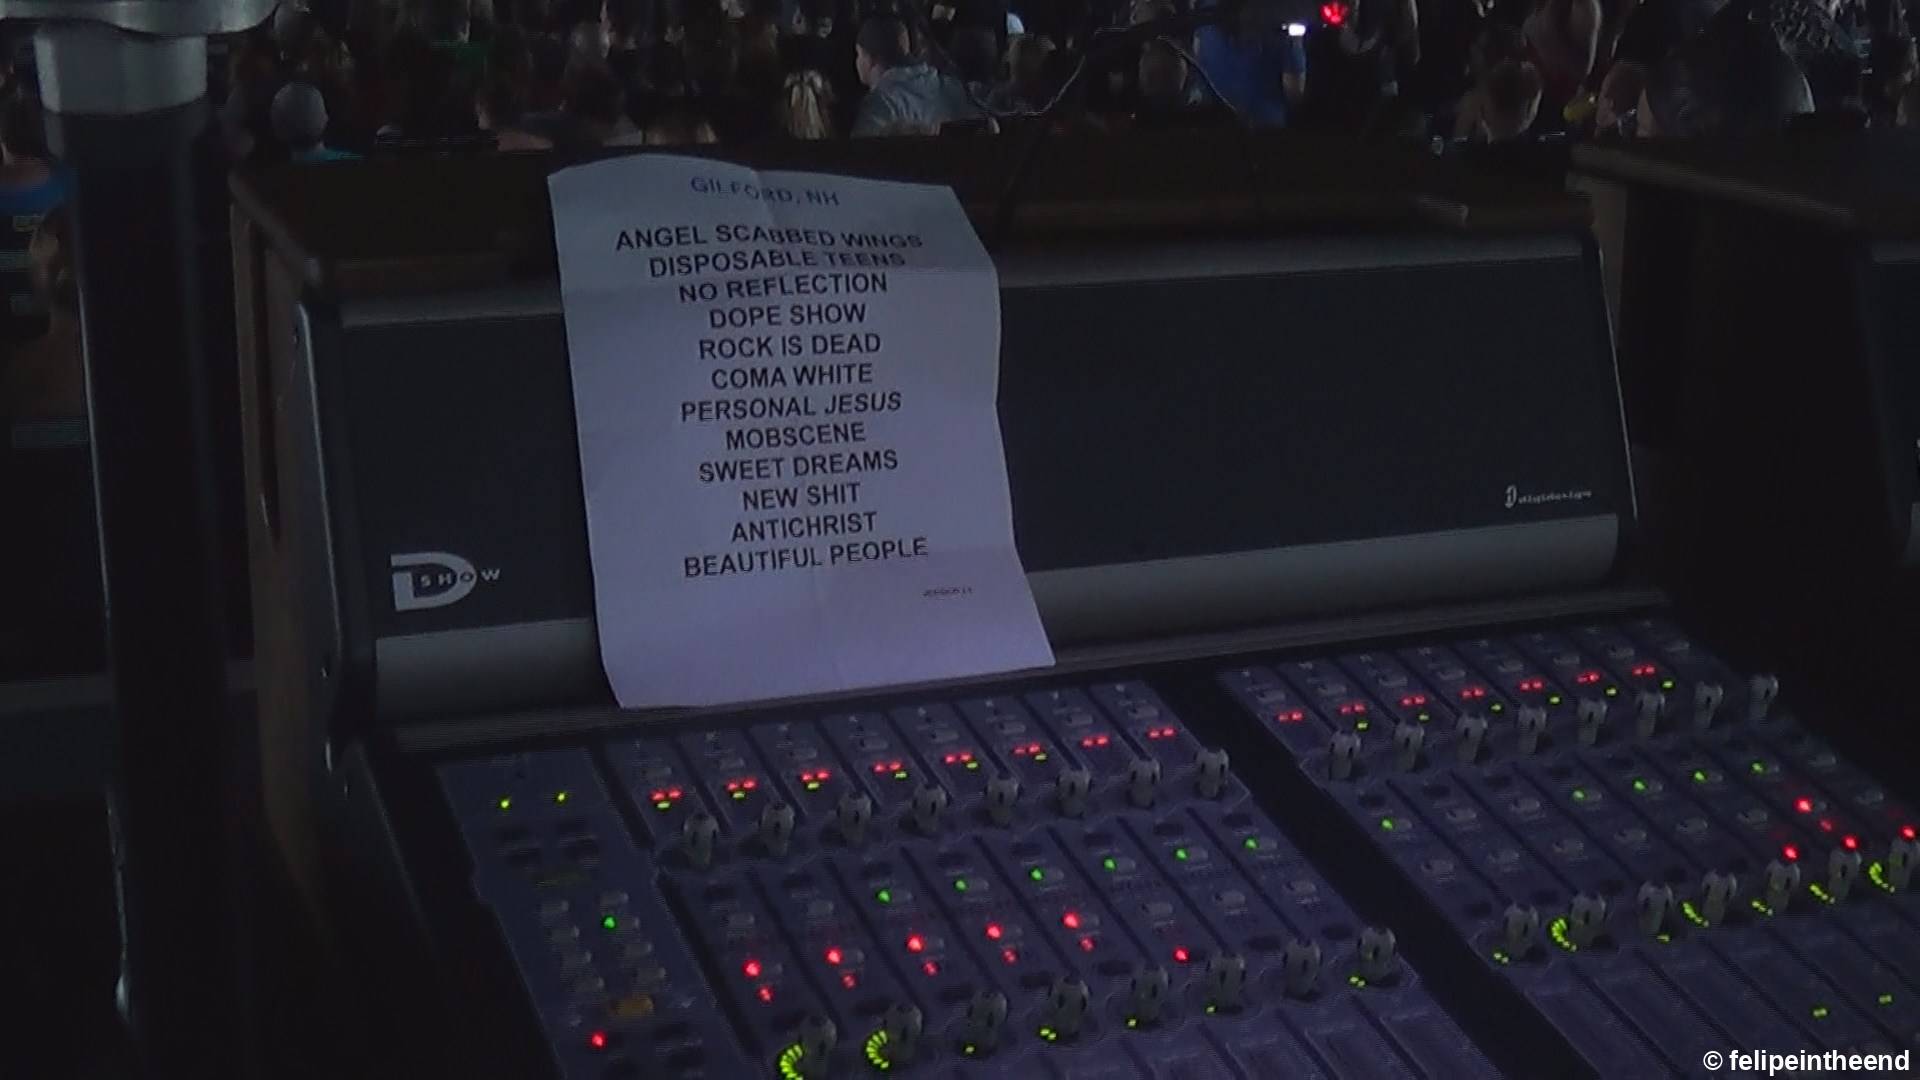 GILFORD, NH
ANGEL SCABBED WINGS
DISPOSABLE TEENS
NO REFLECTION
DOPE SHOW
ROCK IS DEAD
COMA WHITE
PERSONAL JESUS
MOBSCENE
SWEET DREAMS
NEW SHIT
ANTICHRIST
BEAUTIFUL PEOPLE
D SHOW
digidesign
© felipeintheend